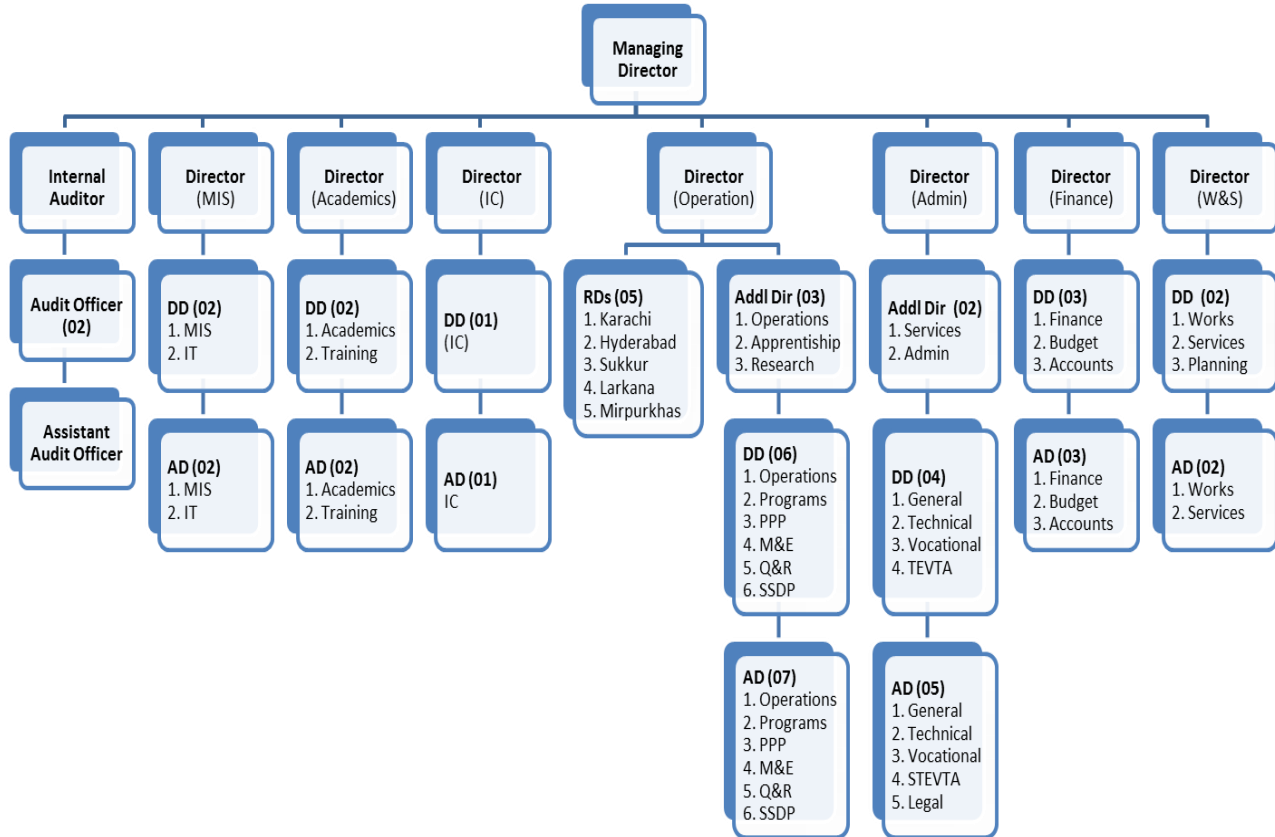 Managing
Director
Internal
Auditor
Director
(MIS)
Director
(Academics)
Director
(IC)
Director
(Operation)
Director
(Admin)
Director
(Finance)
Director
(W&S)
Audit Officer
(02)
DD (02)
1. MIS
2. IT
DD (02)
1. Academics
2. Training
DD (01)
(IC)
RDs (05)
1. Karachi
2. Hyderabad
3. Sukkur
4. Larkana
5. Mirpurkhas
Addl Dir (03)
1. Operations
2. Apprentiship
3. Research
Addl Dir (02)
1. Services
2. Admin
DD (03)
1. Finance
2. Budget
3. Accounts
DD (02)
1. Works
2. Services
3. Planning
Assistant
Audit Officer
AD (02)
1. MIS
2. IT
AD (02)
1. Academics
2. Training
AD (01)
IC
DD (06)
1. Operations
2. Programs
3. PPP
4. M&E
5. Q&R
6. SSDP
DD (04)
1. General
2. Technical
3. Vocational
4. TEVTA
AD (03)
1. Finance
2. Budget
3. Accounts
AD (02)
1. Works
2. Services
AD (07)
1. Operations
2. Programs
3. PPP
4. M&E
5. Q&R
6. SSDP
AD (05)
1. General
2. Technical
3. Vocational
4. STEVTA
5. Legal